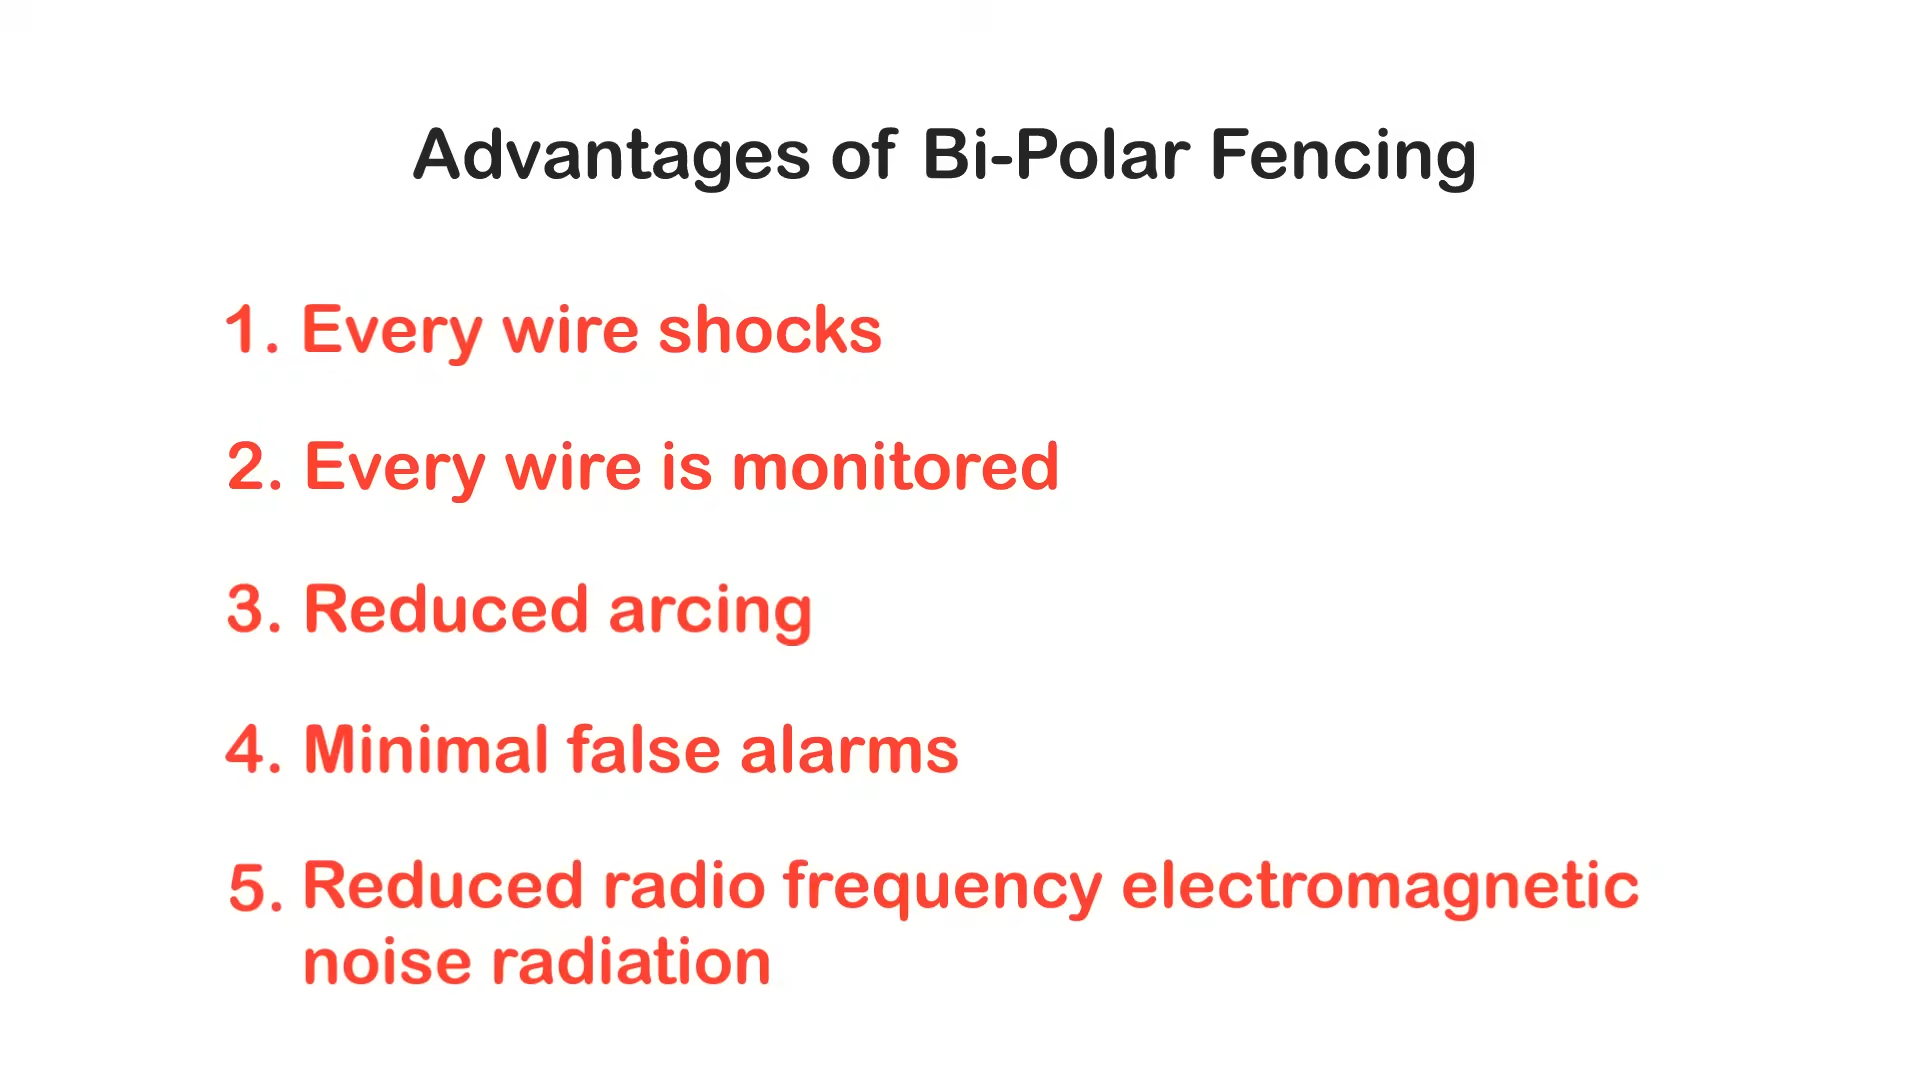 Advantages of Bi-Polar Fencing
1. Every wire shocks
2. Every wire is monitored
3. Reduced arcing
4. Minimal false alarms
5. Reduced radio frequency electromagnetic
noise radiation